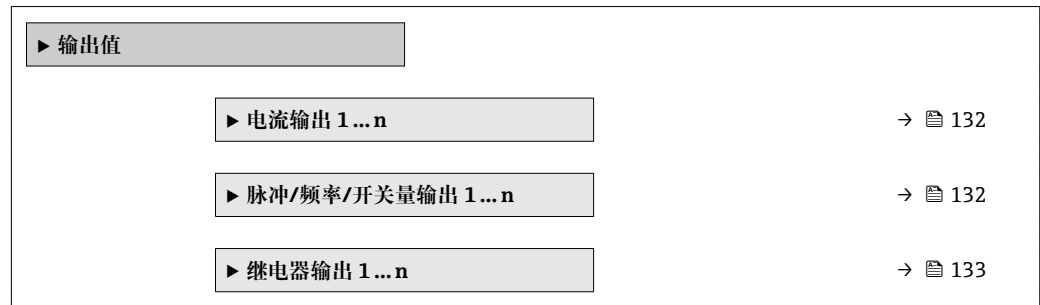 ▶ 输出值
▶ 电流输出 1…n → 🖺 132
▶ 脉冲/频率/开关量输出 1…n → 🖺 132
▶ 继电器输出 1…n → 🖺 133